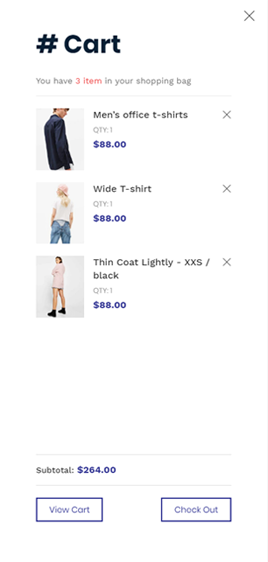 # Cart
You have 3 item in your shopping bag
Men's office t-shirts
QTY: 1
$88.00
Wide T-shirt
QTY: 1
$88.00
Thin Coat Lightly - XXS /
black
QTY: 1
$88.00
Subtotal: $264.00
View Cart
Check Out